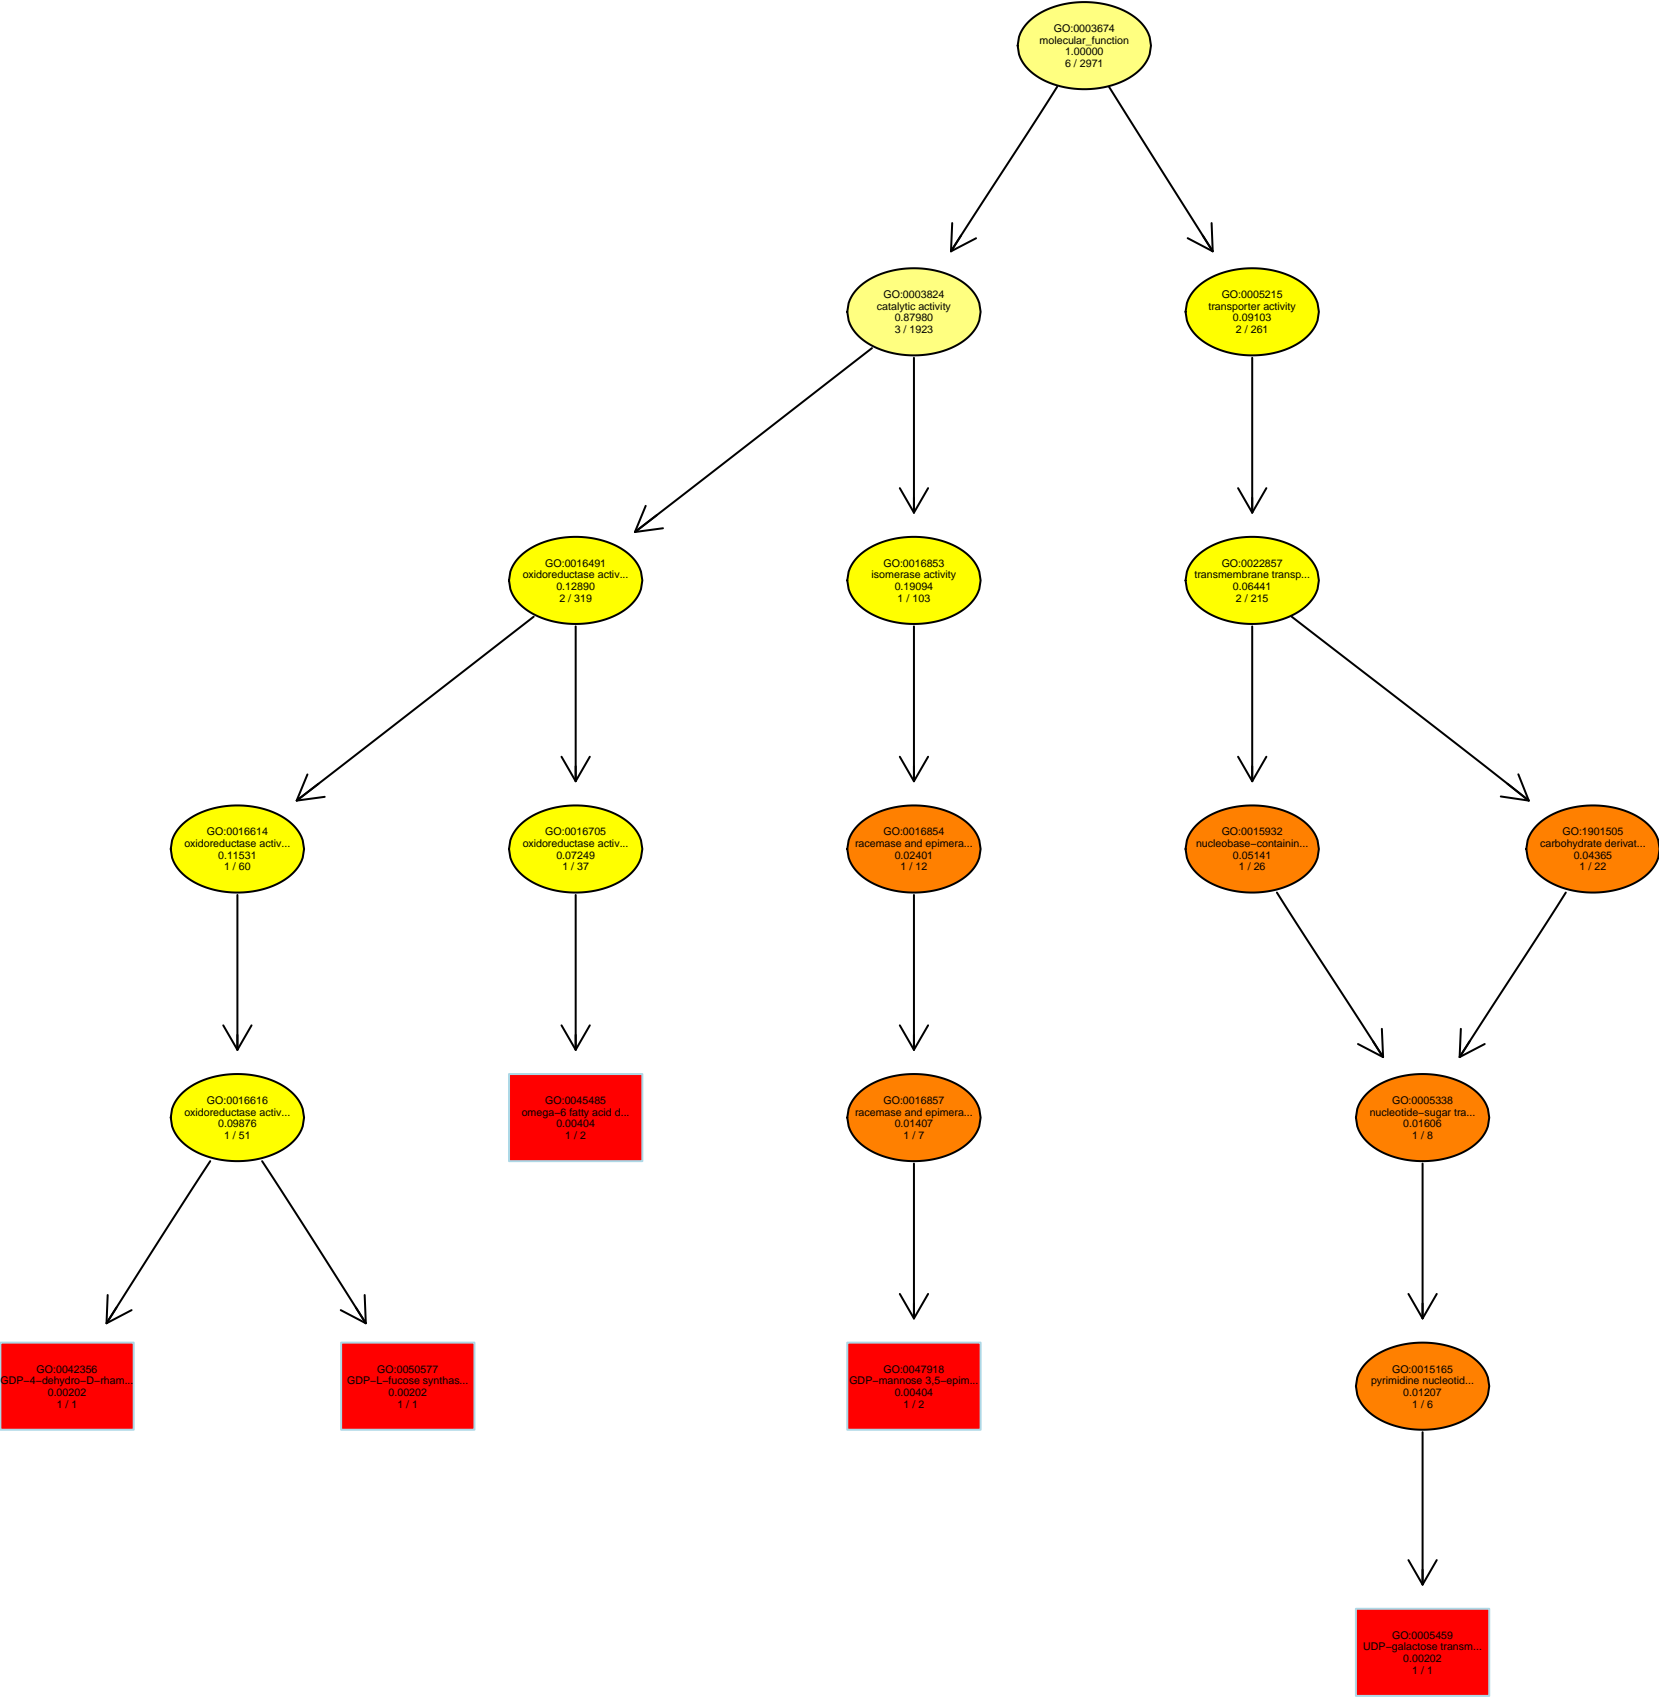 GO:0003674
molecular_function
1.00000
6 / 2971
GO:0003824
catalytic activity
0.87980
3 / 1923
GO:0005215
transporter activity
0.09103
2 / 261
GO:0016491
oxidoreductase activ...
0.12890
2 / 319
GO:0016853
isomerase activity
0.19094
1 / 103
GO:0022857
transmembrane transp...
0.06441
2 / 215
GO:0016614
oxidoreductase activ...
0.11531
1 / 60
GO:0016705
oxidoreductase activ...
0.07249
1 / 37
GO:0016854
racemase and epimera...
0.02401
1 / 12
GO:0015932
nucleobase−containin...
0.05141
1 / 26
GO:1901505
carbohydrate derivat...
0.04365
1 / 22
GO:0016616
oxidoreductase activ...
0.09876
1 / 51
GO:0045485
omega−6 fatty acid d...
0.00404
1 / 2
GO:0016857
racemase and epimera...
0.01407
1 / 7
GO:0005338
nucleotide−sugar tra...
0.01606
1 / 8
GO:0042356
GDP−4−dehydro−D−rham...
0.00202
1 / 1
GO:0050577
GDP−L−fucose synthas...
0.00202
1 / 1
GO:0047918
GDP−mannose 3,5−epim...
0.00404
1 / 2
GO:0015165
pyrimidine nucleotid...
0.01207
1 / 6
GO:0005459
UDP−galactose transm...
0.00202
1 / 1